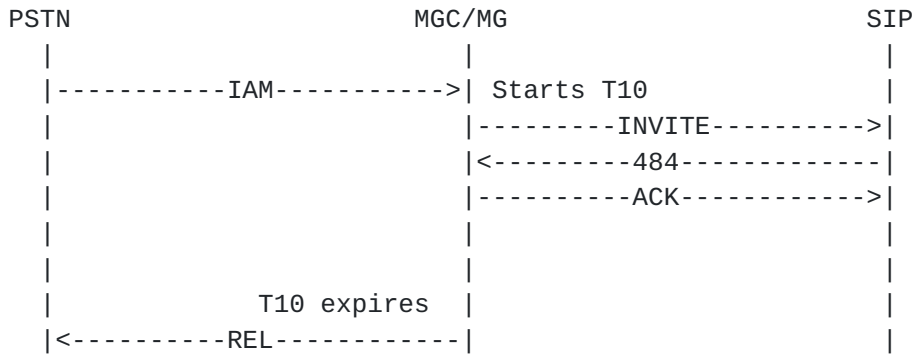 PSTN MGC/MG SIP
| | |
|-----------IAM----------->| Starts T10 |
| |---------INVITE---------->|
| |<---------484-------------|
| |----------ACK------------>|
| | |
| | |
| T10 expires | |
|<----------REL------------| |